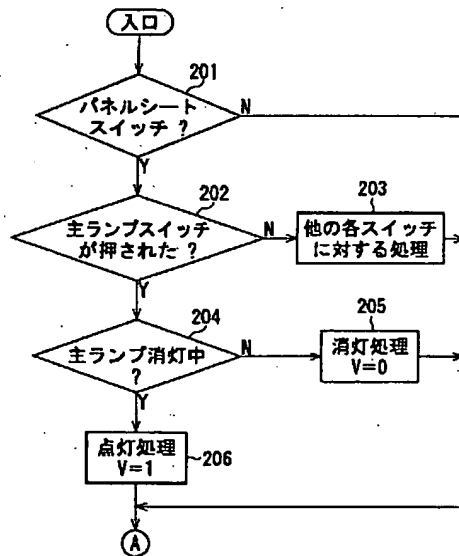 入口
201
パネルシート
スイッチ ?
N
Y
202
主ランプスイッチ
が押された ?
N
Y
203
他の各スイッチ
に対する処理
204
主ランプ消灯中
?
N
Y
205
消灯処理
V=0
点灯処理
V=1
206
A